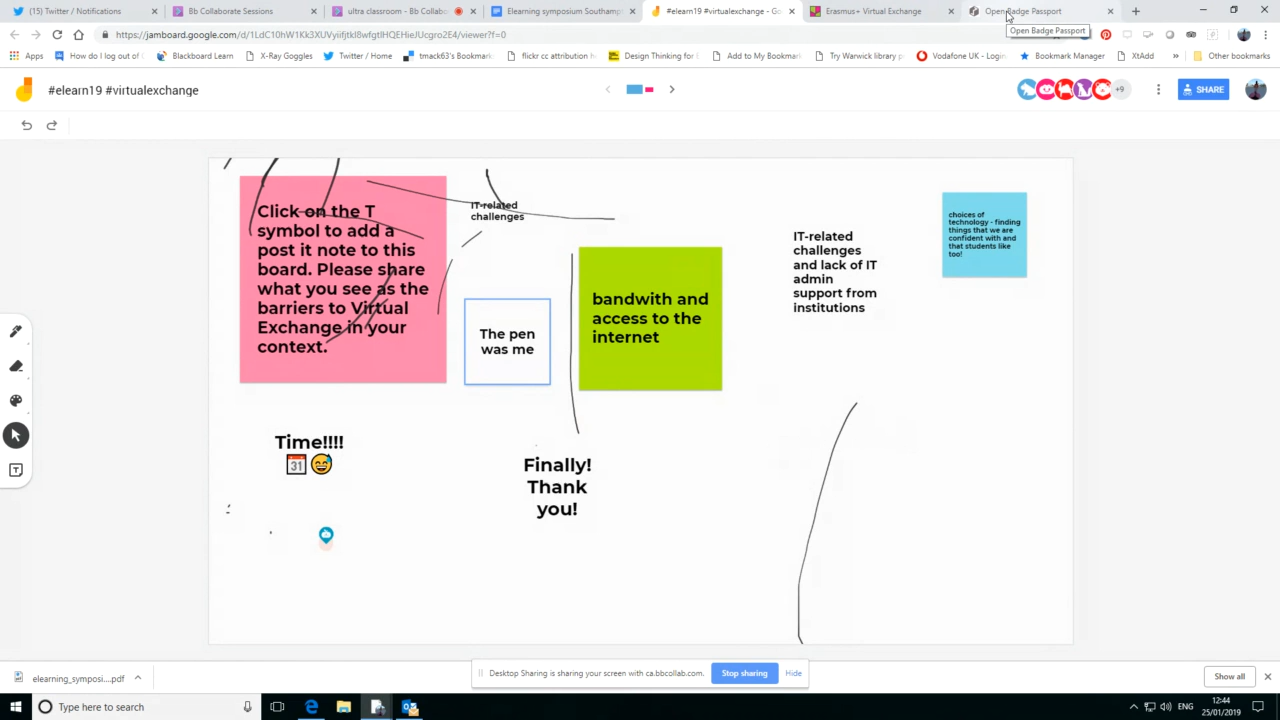 (15) Twitter / Notifications
Bb Collaborate Sessions
ultra classroom - Bb Collabo
Elearning symposium Southamp
#elearn19 #virtualexchange - Go
Erasmus+ Virtual Exchange
Open Badge Passport
https://jamboard.google.com/d/1LdC10hW1Kk3XUVyiifjtkl8wfgtIHQEHieJUcgro2E4/viewer?f=0
Open Badge Passport
Apps
How do I log out of
Blackboard Learn
X-Ray Goggles
Twitter / Home
tmack63's Bookmark
flickr cc attribution h
Design Thinking for
Add to My Bookmar
Try Warwick library p
Vodafone UK - Login
Bookmark Manager
XtAdd
»
Other bookmarks
#elearn19 #virtualexchange
+9
SHARE
Click on the T
symbol to add a
post it note to this
board. Please share
what you see as the
barriers to Virtual
Exchange in your
context.
IT-related
challenges
The pen
was me
bandwith and
access to the
internet
IT-related
challenges
and lack of IT
admin
support from
institutions
choices of
technology - finding
things that we are
confident with and
that students like
too!
Time!!!!
31
Finally!
Thank
you!
Desktop Sharing is sharing your screen with ca.bbcollab.com.
Stop sharing
Hide
elearning_symposi....pdf
Show all
Type here to search
ENG
12:44
25/01/2019